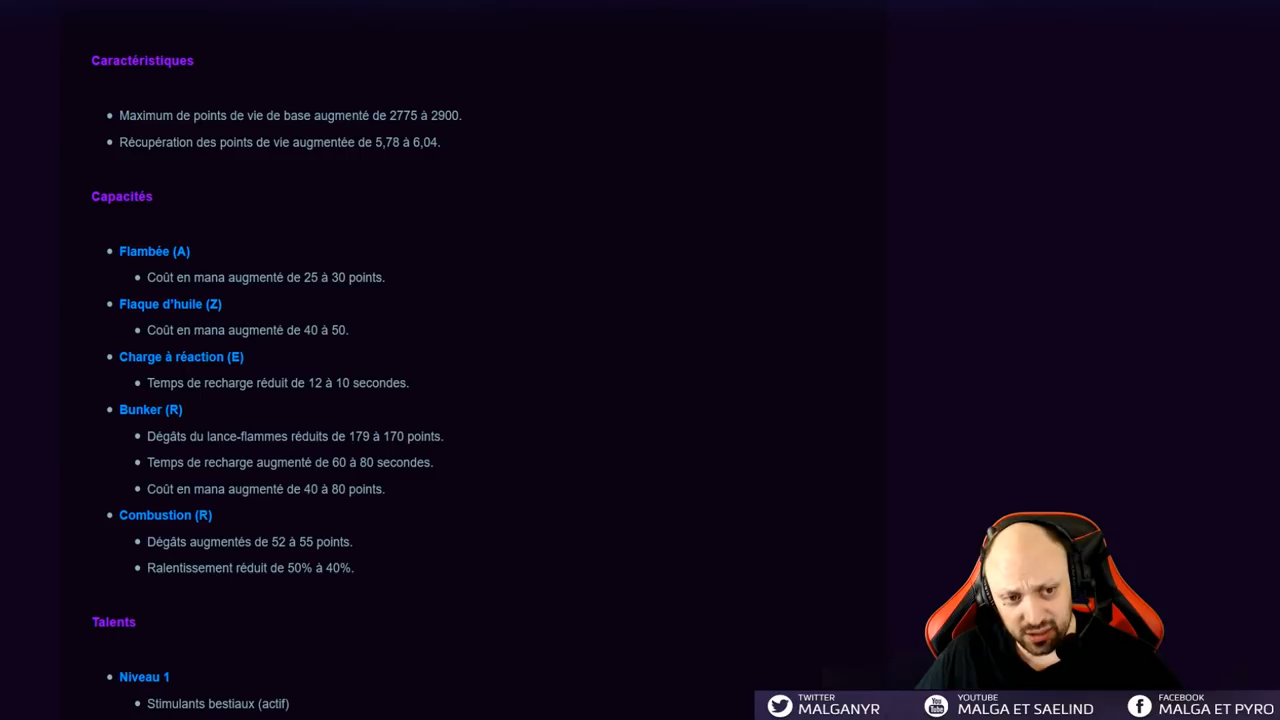 Caractéristiques
Maximum de points de vie de base augmenté de 2775 à 2900.
Récupération des points de vie augmentée de 5,78 à 6,04.
Capacités
Flambée (A)
Coût en mana augmenté de 25 à 30 points.
Flaque d'huile (Z)
Coût en mana augmenté de 40 à 50.
Charge à réaction (E)
Temps de recharge réduit de 12 à 10 secondes.
Bunker (R)
Dégâts du lance-flammes réduits de 179 à 170 points.
Temps de recharge augmenté de 60 à 80 secondes.
Coût en mana augmenté de 40 à 80 points.
Combustion (R)
Dégâts augmentés de 52 à 55 points.
Ralentissement réduit de 50% à 40%.
Talents
Niveau 1
Stimulants bestiaux (actif)
TWITTER
MALGANYR
YOUTUBE
MALGA ET SAELIND
FACEBOOK
MALGA ET PYRO